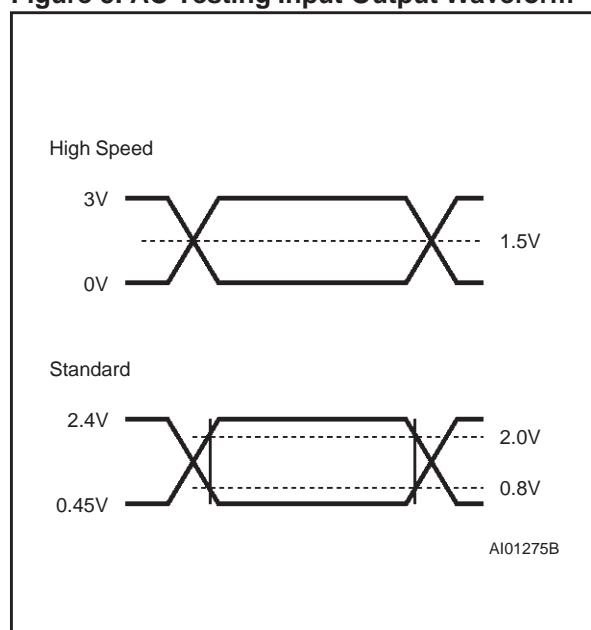 Figure AC Testing Input Output Waveform
High Speed
3V
1.5V
0V
Standard
2.4V
2.0V
0.8V
0.45V
AI01275B